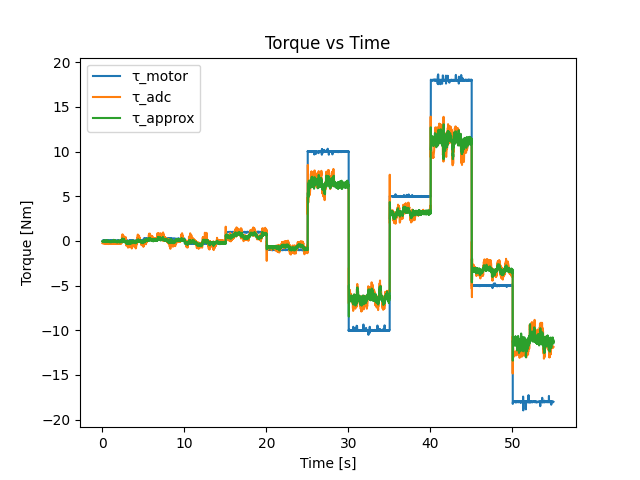 Torque vs Time
τ_motor
τ_adc
τ_approx
20
15
10
5
0
−5
−10
−15
−20
Torque [Nm]
0 10 20 30 40 50
Time [s]